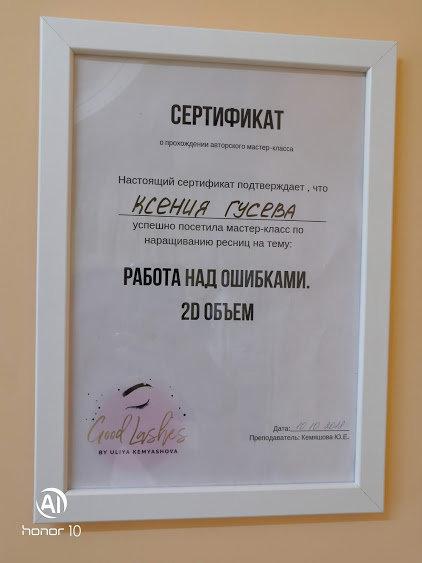 СЕРТИФИКАТ
о прохождении авторского мастер-класса
Настоящий сертификат подтверждает , что
КСЕНИЯ ГУСЕВА
успешно посетила мастер-класс по
наращиванию ресниц на тему:
РАБОТА НАД ОШИБКАМИ.
2D ОБЪЕМ
Good Lashes
BY ULIYA KEMYASHOVA
Дата: 10.10.2018
Преподаватель: Кемяшова Ю.Е.
AI
honor 10